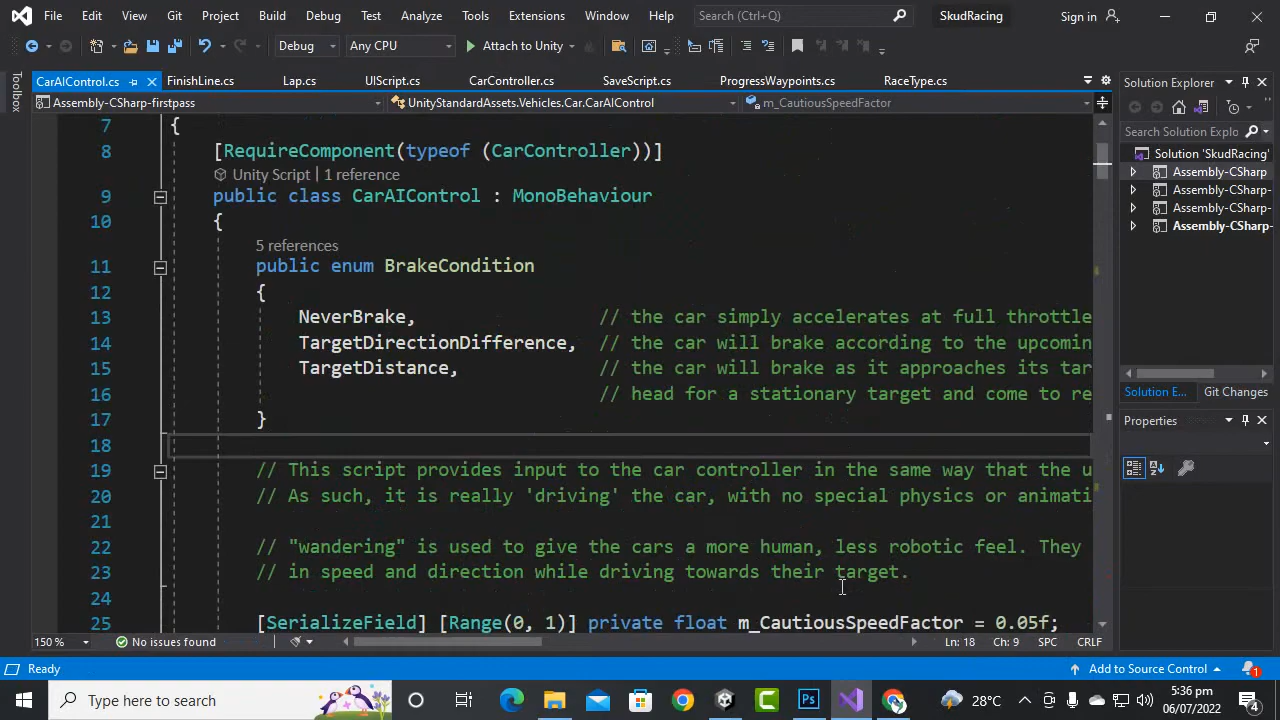 File Edit View Git Project Build Debug Test Analyze Tools Extensions Window Help Search (Ctrl+Q) SkudRacing Sign in
Debug Any CPU Attach to Unity
Toolbox
CarAIControl.cs FinishLine.cs Lap.cs UIScript.cs CarController.cs SaveScript.cs ProgressWaypoints.cs RaceType.cs
Assembly-CSharp-firstpass UnityStandardAssets.Vehicles.Car.CarAIControl m_CautiousSpeedFactor
7 {
8 [RequireComponent(typeof (CarController))]
Unity Script | 1 reference
9 public class CarAIControl : MonoBehaviour
10 {
5 references
11 public enum BrakeCondition
12 {
13 NeverBrake, // the car simply accelerates at full throttle
14 TargetDirectionDifference, // the car will brake according to the upcomin
15 TargetDistance, // the car will brake as it approaches its tar
16 // head for a stationary target and come to re
17 }
18
19 // This script provides input to the car controller in the same way that the u
20 // As such, it is really 'driving' the car, with no special physics or animati
21
22 // "wandering" is used to give the cars a more human, less robotic feel. They
23 // in speed and direction while driving towards their target.
24
25 [SerializeField] [Range(0, 1)] private float m_CautiousSpeedFactor = 0.05f;
150 % No issues found Ln: 18 Ch: 9 SPC CRLF
Solution Explorer
Search Solution Explo
Solution 'SkudRacing'
Assembly-CSharp
Assembly-CSharp-
Assembly-CSharp-
Assembly-CSharp-
Solution E... Git Changes
Properties
Ready Add to Source Control 1
Type here to search
Ps
28°C
5:36 pm
06/07/2022
4